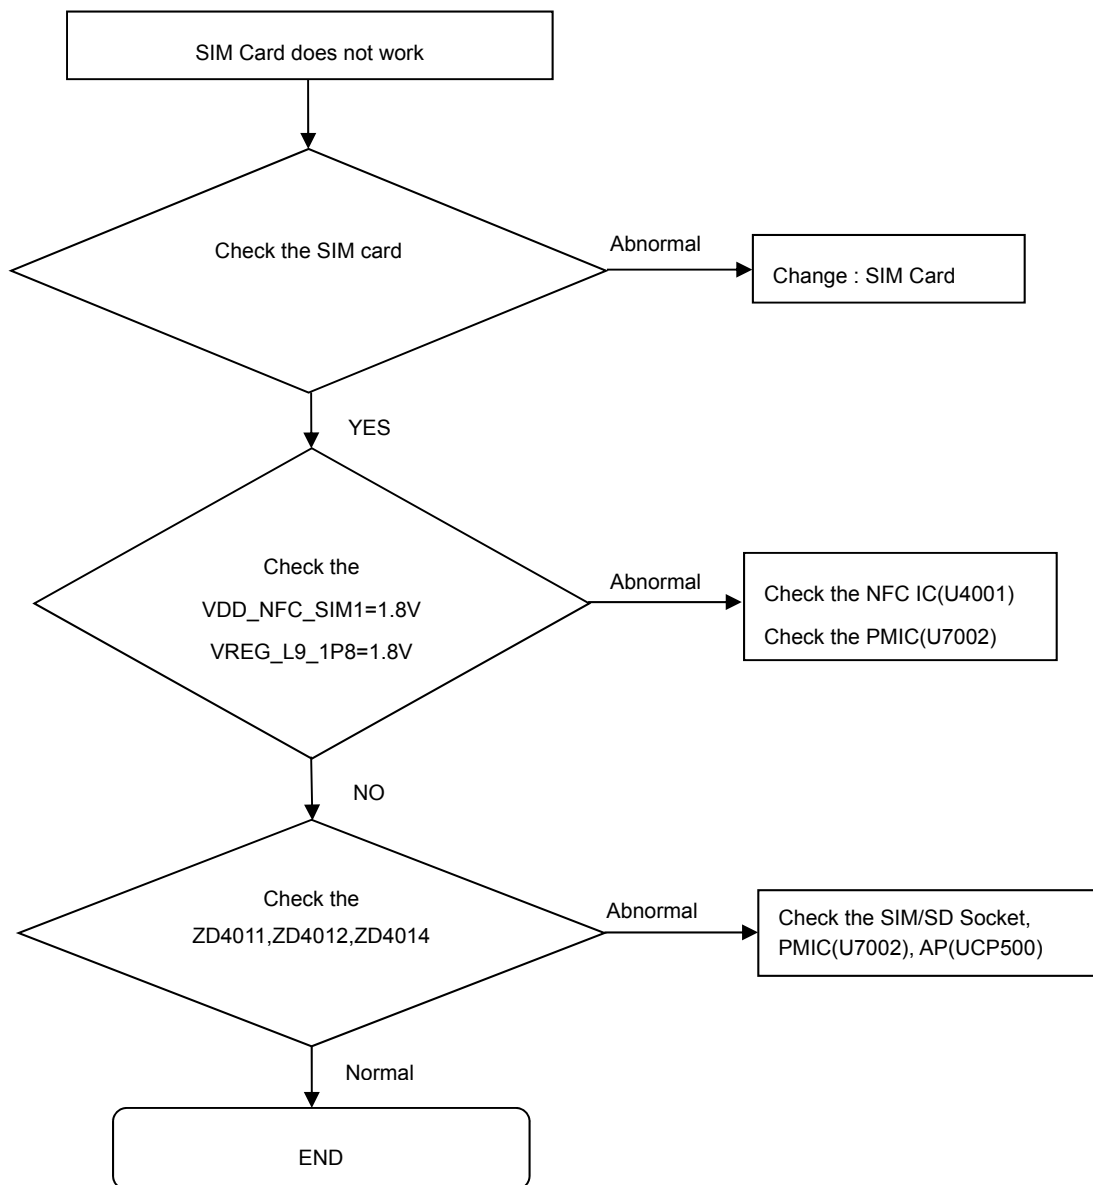 SIM Card does not work
Check the SIM card
Abnormal
Change : SIM Card
YES
Check the
VDD_NFC_SIM1=1.8V
VREG_L9_1P8=1.8V
Abnormal
Check the NFC IC(U4001)
Check the PMIC(U7002)
NO
Check the
ZD4011,ZD4012,ZD4014
Abnormal
Check the SIM/SD Socket,
PMIC(U7002), AP(UCP500)
Normal
END